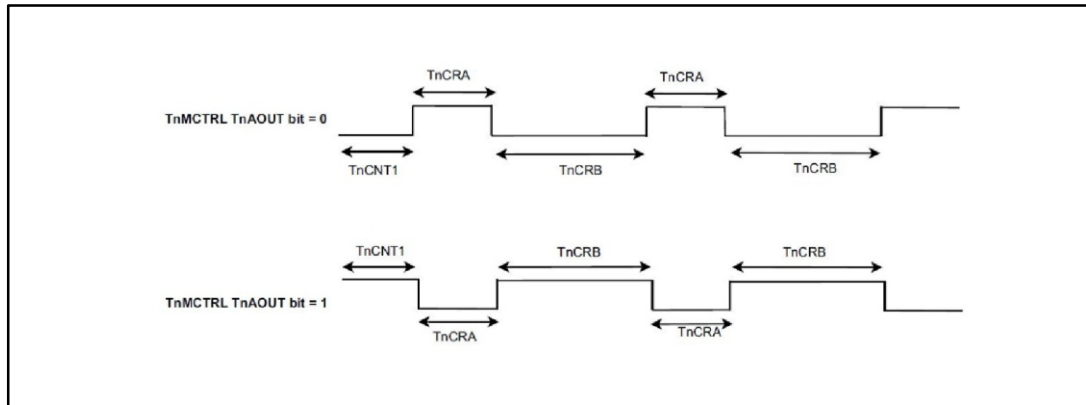 TnCRA TnCRA
TnMCTRL TnAOUT bit = 0
TnCNT1 TnCRB TnCRB
TnCNT1 TnCRB TnCRB
TnMCTRL TnAOUT bit = 1
TnCRA TnCRA